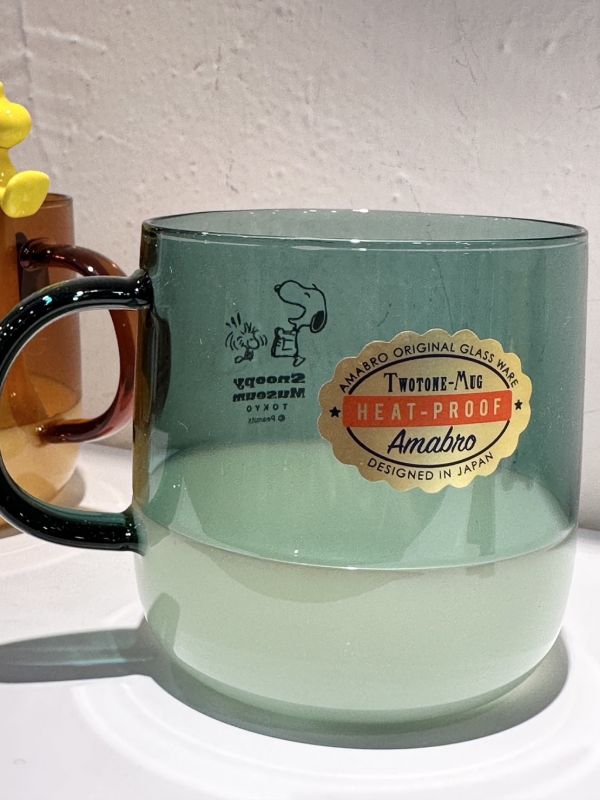 Snoopy
Museum
TOKYO
© Peanuts
AMABRO ORIGINAL GLASS WARE
TWOTONE-MUG
HEAT-PROOF
Amabro
DESIGNED IN JAPAN